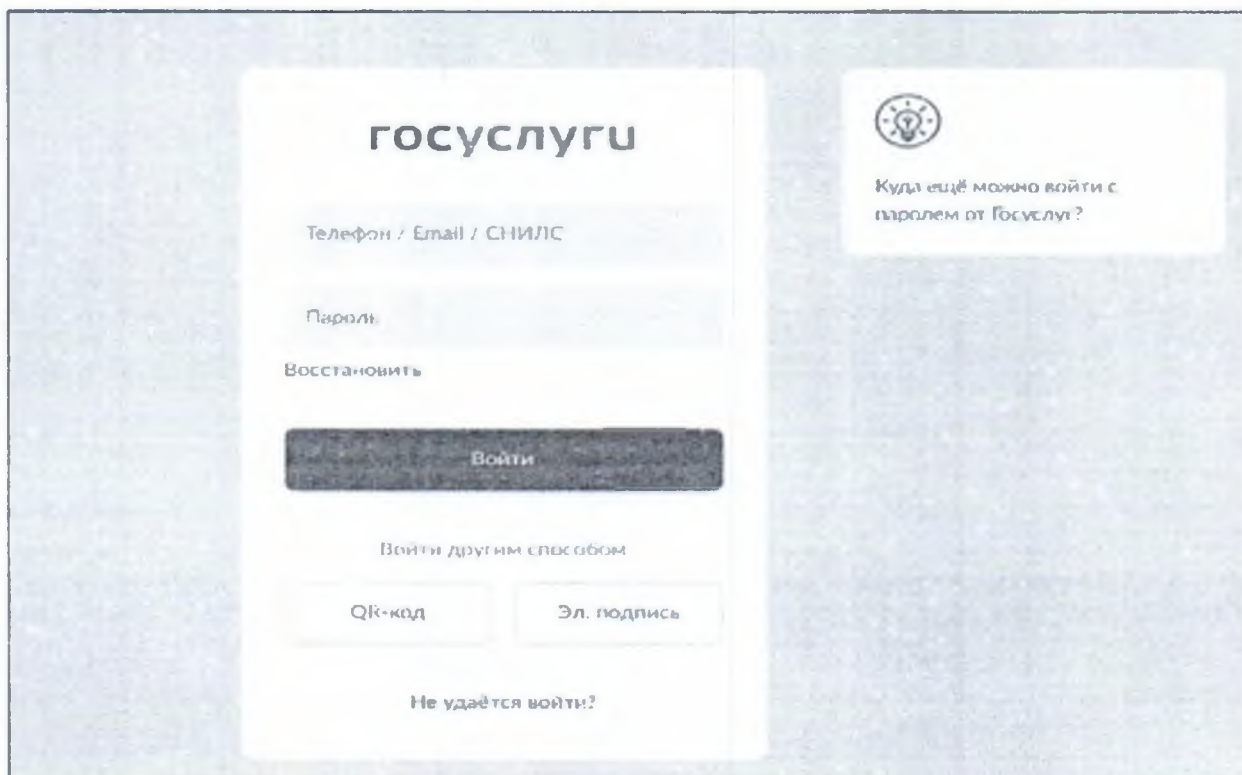 госуслуги
Телефон / Email / СНИЛС
Пароль
Восстановить
Войти
Войти другим способом
QR-код
Эл. подпись
Не удаётся войти?
Куда ещё можно войти с
паролем от Госуслуг?